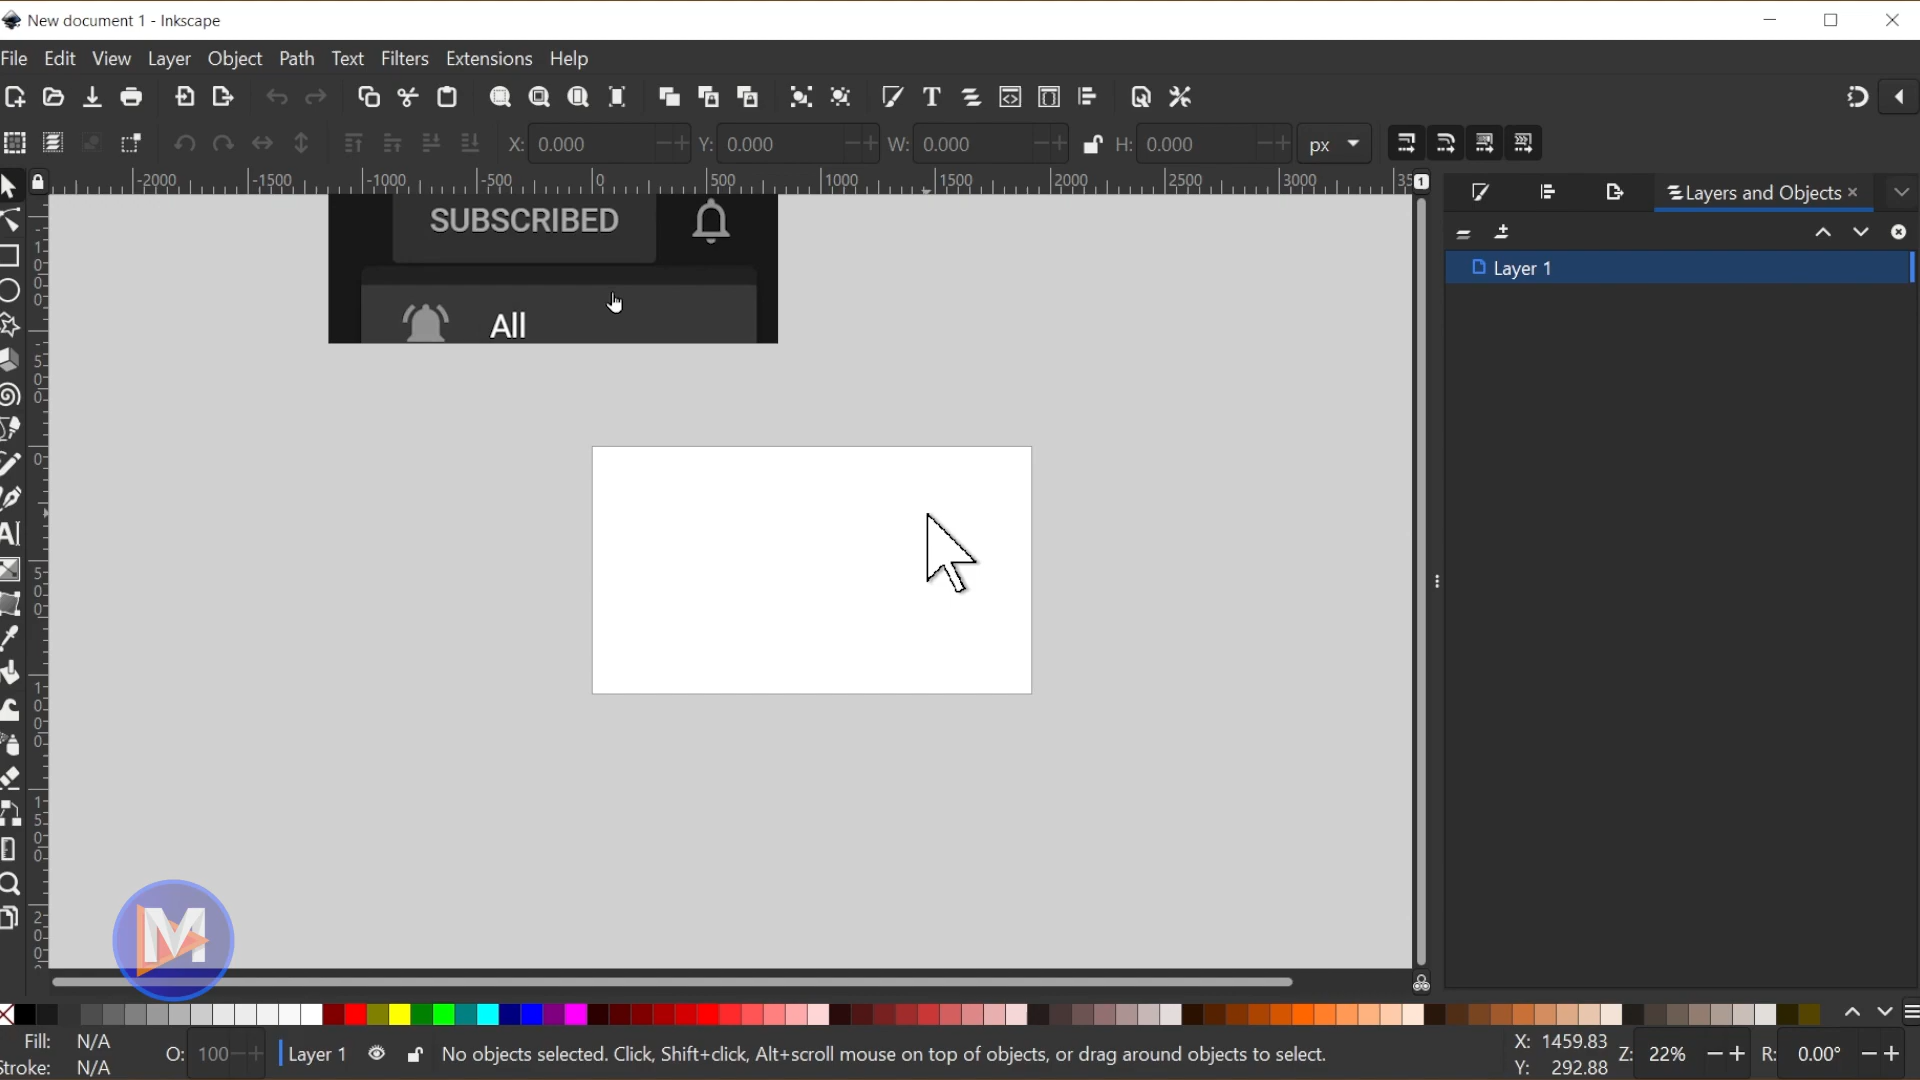 New document 1 - Inkscape
File Edit View Layer Object Path Text Filters Extensions Help
X: 0.000 Y: 0.000 W: 0.000 H: 0.000 px
-2000 -1500 -1000 -500 0 500 1000 1500 2000 2500 3000 35 1
Layers and Objects
Layer 1
SUBSCRIBED
All
M
Fill: N/A
Stroke: N/A
O: 100
Layer 1
No objects selected. Click, Shift+click, Alt+scroll mouse on top of objects, or drag around objects to select.
X: 1459.83
Y: 292.88
Z: 22%
R: 0.00°